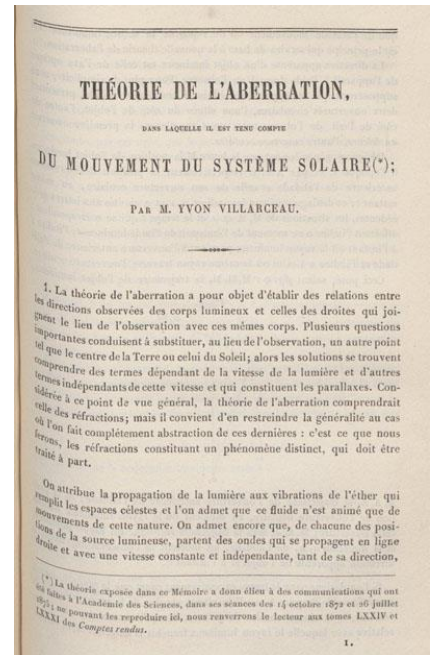 THÉORIE DE L'ABERRATION,
DANS LAQUELLE IL EST TENU COMPTE
DU MOUVEMENT DU SYSTÈME SOLAIRE(*);
PAR M. YVON VILLARCEAU.
1. La théorie de l'aberration a pour objet d'établir des relations entre
les directions observées des corps lumineux et celles des droites qui joi-
gnent le lieu de l'observation avec ces mêmes corps. Plusieurs questions
importantes conduisent à substituer, au lieu de l'observation, un autre point
tel que le centre de la Terre ou celui du Soleil; alors les solutions se trouvent
comprendre des termes dépendant de la vitesse de la lumière et d'autres
termes indépendants de cette vitesse et qui constituent les parallaxes. Con-
sidérée à ce point de vue général, la théorie de l'aberration comprendrait
celle des réfractions; mais il convient d'en restreindre la généralité au cas
où l'on fait complétement abstraction de ces dernières : c'est ce que nous
ferons, les réfractions constituant un phénomène distinct, qui doit être
traité à part.
On attribue la propagation de la lumière aux vibrations de l'éther qui
remplit les espaces célestes et l'on admet que ce fluide n'est animé que de
mouvements de cette nature. On admet encore que, de chacune des posi-
tions de la source lumineuse, partent des ondes qui se propagent en ligne
droite et avec une vitesse constante et indépendante, tant de sa direction,
(*) La théorie exposée dans ce Mémoire a donn élieu à des communications qui ont
été faites à l'Académie des Sciences, dans ses séances des 14 octobre 1872 et 26 juillet
1875; ne pouvant les reproduire ici, nous renverrons le lecteur aux tomes LXXIV et
LXXXI des Comptes rendus.
1.